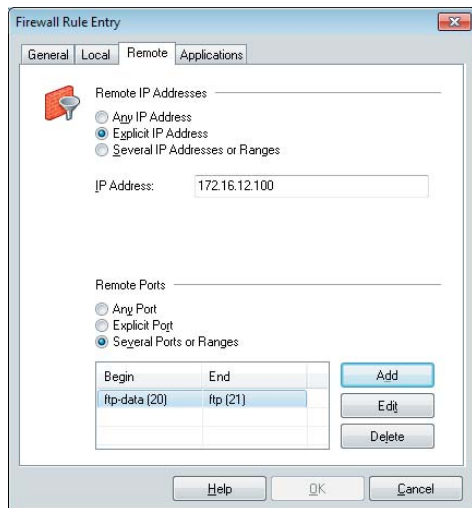 Firewall Rule Entry
General Local Remote Applications
Remote IP Addresses
Any IP Address
Explicit IP Address
Several IP Addresses or Ranges
IP Address: 172.16.12.100
Remote Ports
Any Port
Explicit Port
Several Ports or Ranges
Begin End
ftp-data (20) ftp (21)
Add
Edit
Delete
Help OK Cancel